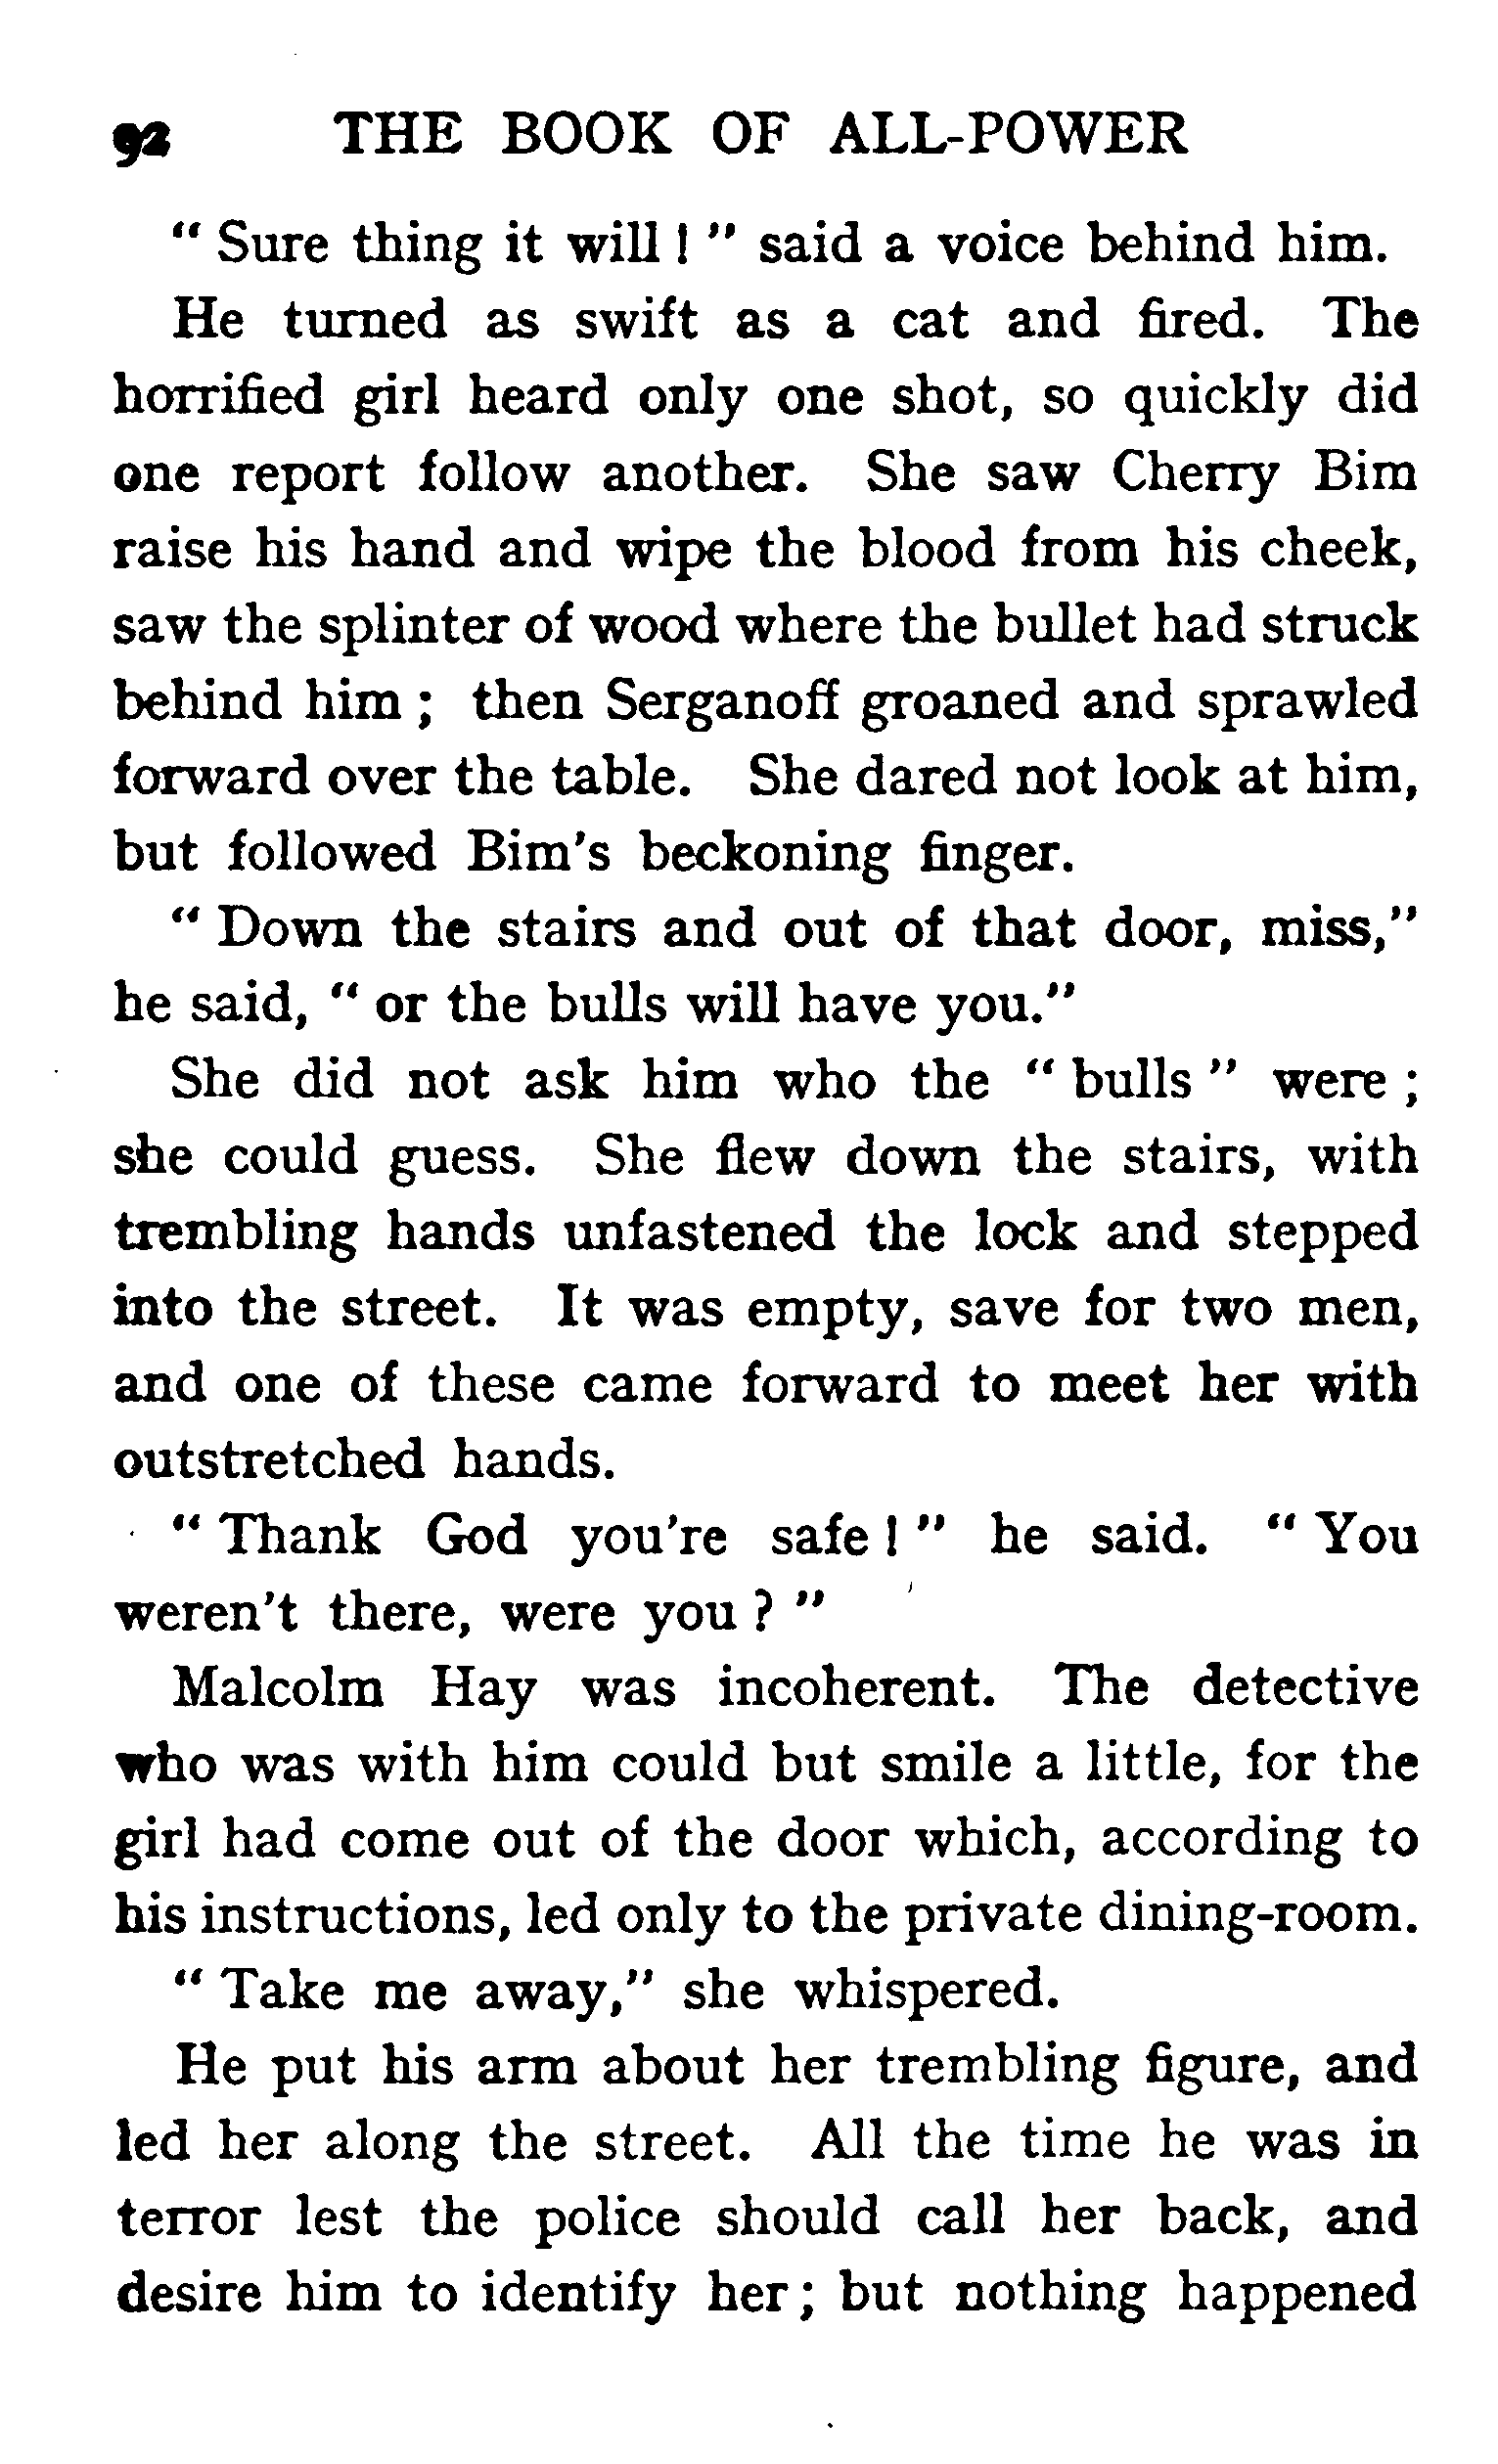 92 THE BOOK OF ALL-POWER
" Sure thing it will ! " said a voice behind him.
He turned as swift as a cat and fired. The
horrified girl heard only one shot, so quickly did
one report follow another. She saw Cherry Bim
raise his hand and wipe the blood from his cheek,
saw the splinter of wood where the bullet had struck
behind him ; then Serganoff groaned and sprawled
forward over the table. She dared not look at him,
but followed Bim's beckoning finger.
" Down the stairs and out of that door, miss,"
he said, " or the bulls will have you."
She did not ask him who the " bulls " were ;
she could guess. She flew down the stairs, with
trembling hands unfastened the lock and stepped
into the street. It was empty, save for two men,
and one of these came forward to meet her with
outstretched hands.
" Thank God you're safe ! " he said. " You
weren't there, were you ? "
Malcolm Hay was incoherent. The detective
who was with him could but smile a little, for the
girl had come out of the door which, according to
his instructions, led only to the private dining-room.
" Take me away," she whispered.
He put his arm about her trembling figure, and
led her along the street. All the time he was in
terror lest the police should call her back, and
desire him to identify her ; but nothing happened